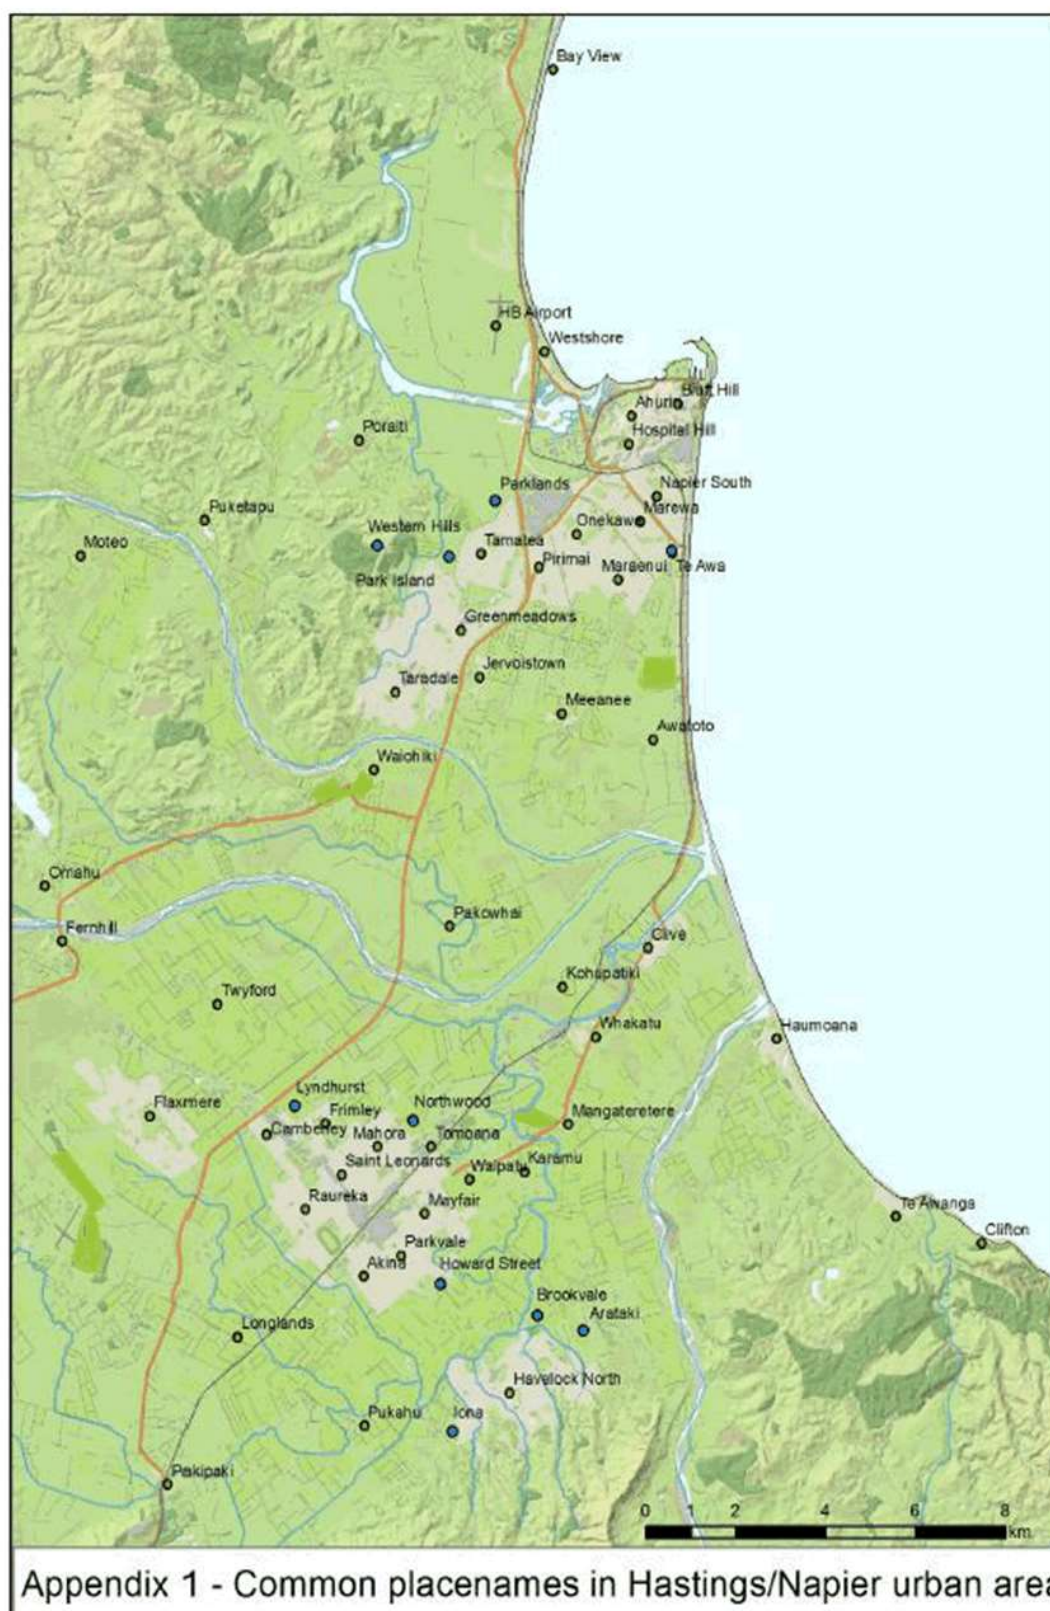 Bay View
HB Airport
Westshore
Bluff Hill
Ahuriri
Hospital Hill
Poraiti
Parklands
Napier South
Puketapu
Marewa
Onekawa
Western Hills
Moteo
Tamatea
Pirimai
Maraenui
Te Awa
Park Island
Greenmeadows
Jervoistown
Taradale
Meeanee
Awatoto
Waiohiki
Omahu
Pakowhai
Fernhill
Clive
Kohupatiki
Twyford
Whakatu
Haumoana
Lyndhurst
Flaxmere
Frimley
Northwood
Mangateretere
Camberley
Mahora
Tomoana
Saint Leonards
Waipatu
Karamu
Raureka
Mayfair
Te Awanga
Clifton
Parkvale
Akina
Howard Street
Brookvale
Arataki
Longlands
Havelock North
Pukahu
Iona
Pakipaki
0 1 2 4 6 8
km
Appendix 1 - Common placenames in Hastings/Napier urban area